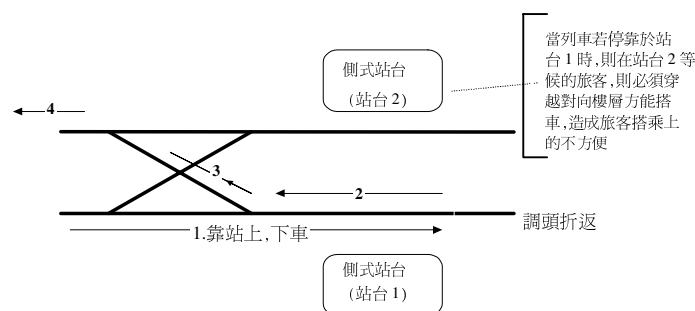 側式站台
(站台 2)
當列車若停靠於站
台 1 時,則在站台 2 等
候的旅客,則必須穿
越對向樓層方能搭
車,造成旅客搭乘上
的不方便
4
3
2
調頭折返
1.靠站上,下車
側式站台
(站台 1)